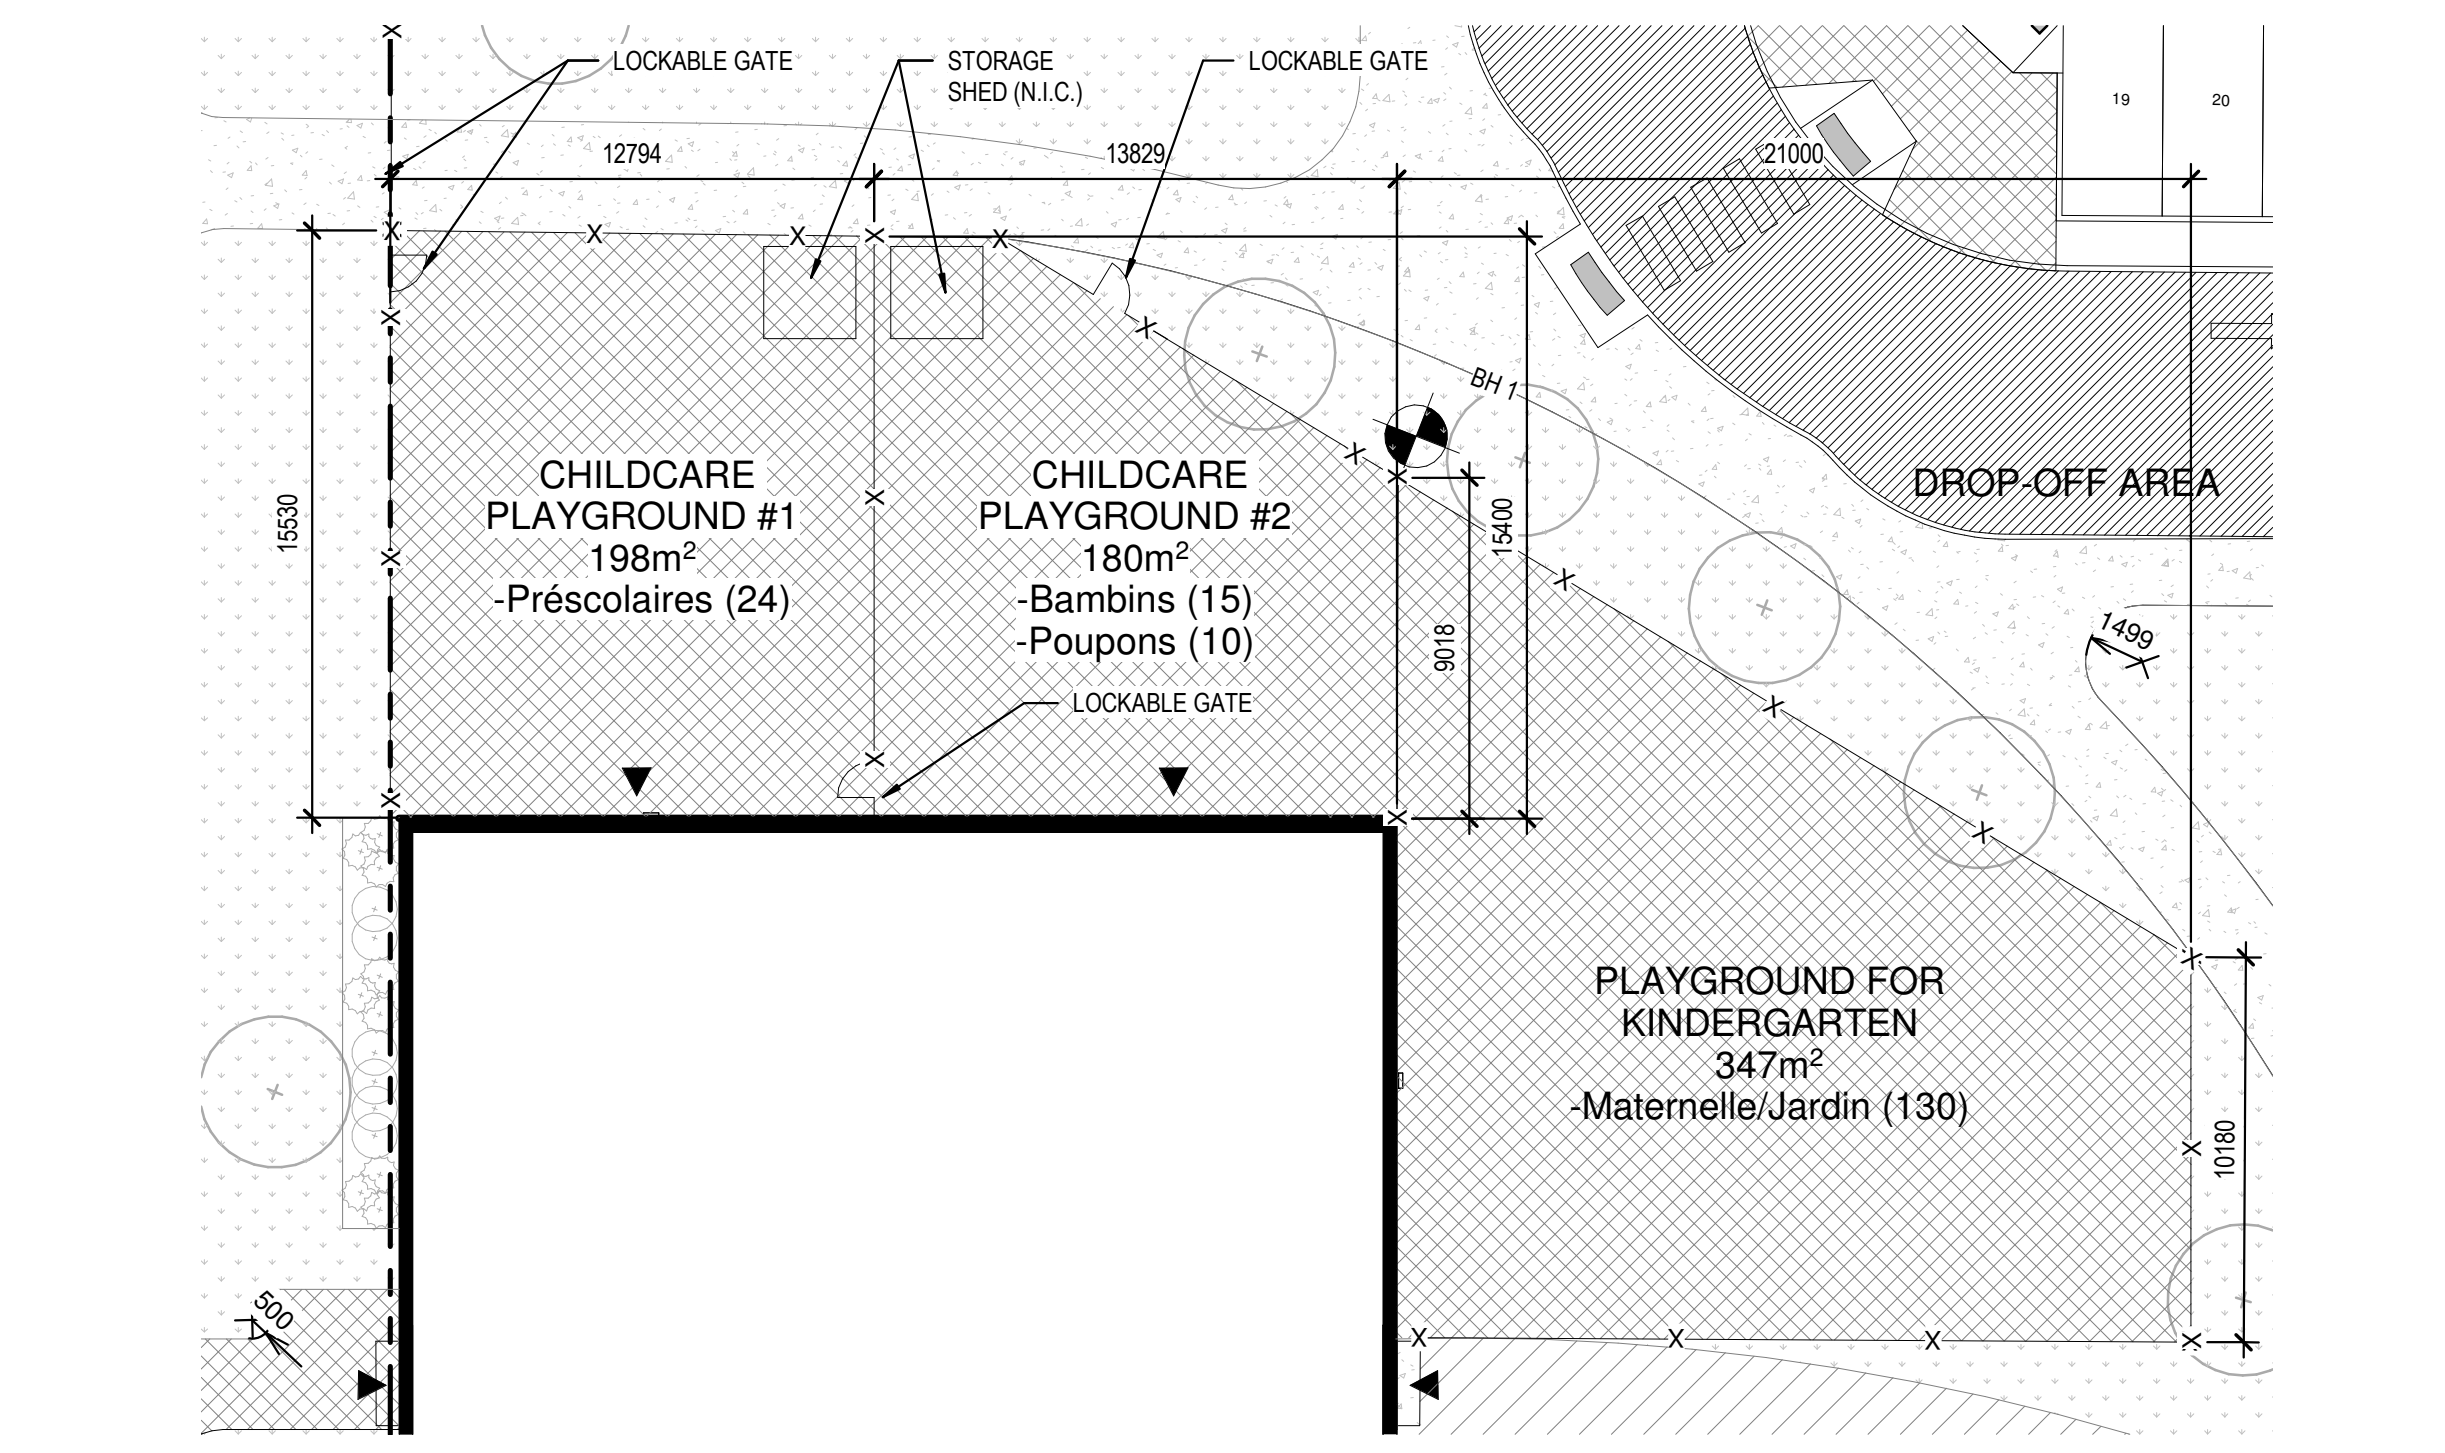 LOCKABLE GATE
STORAGE
SHED (N.I.C.)
LOCKABLE GATE
19
20
12794
13829
21000
BH 1
15530
CHILDCARE
PLAYGROUND #1
198m²
-Préscolaires (24)
CHILDCARE
PLAYGROUND #2
180m²
-Bambins (15)
-Poupons (10)
15400
9018
DROP-OFF AREA
1499
LOCKABLE GATE
PLAYGROUND FOR
KINDERGARTEN
347m²
-Maternelle/Jardin (130)
10180
500